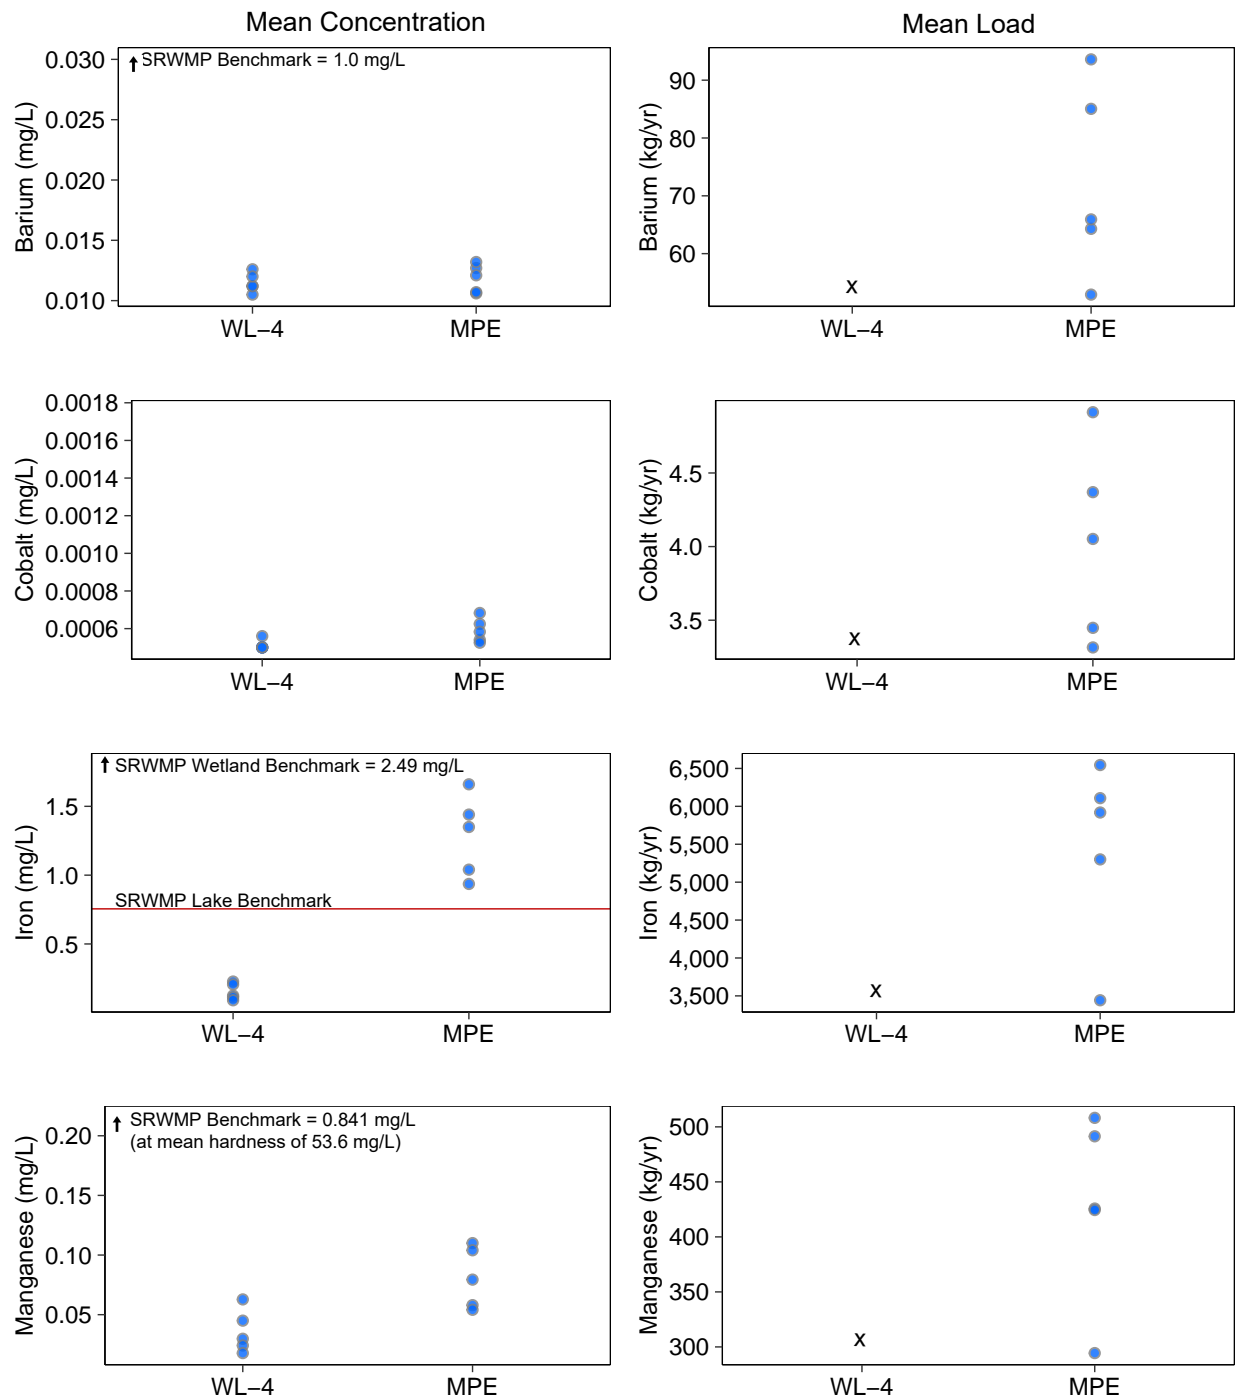 Mean Concentration
Mean Load
Barium (mg/L)
0.030
0.025
0.020
0.015
0.010
↑ SRWMP Benchmark = 1.0 mg/L
WL−4
MPE
Barium (kg/yr)
90
80
70
60
x
WL−4
MPE
Cobalt (mg/L)
0.0018
0.0016
0.0014
0.0012
0.0010
0.0008
0.0006
WL−4
MPE
Cobalt (kg/yr)
4.5
4.0
3.5
x
WL−4
MPE
Iron (mg/L)
1.5
1.0
0.5
↑ SRWMP Wetland Benchmark = 2.49 mg/L
SRWMP Lake Benchmark
WL−4
MPE
Iron (kg/yr)
6,500
6,000
5,500
5,000
4,500
4,000
3,500
x
WL−4
MPE
Manganese (mg/L)
0.20
0.15
0.10
0.05
↑ SRWMP Benchmark = 0.841 mg/L
(at mean hardness of 53.6 mg/L)
WL−4
MPE
Manganese (kg/yr)
500
450
400
350
300
x
WL−4
MPE